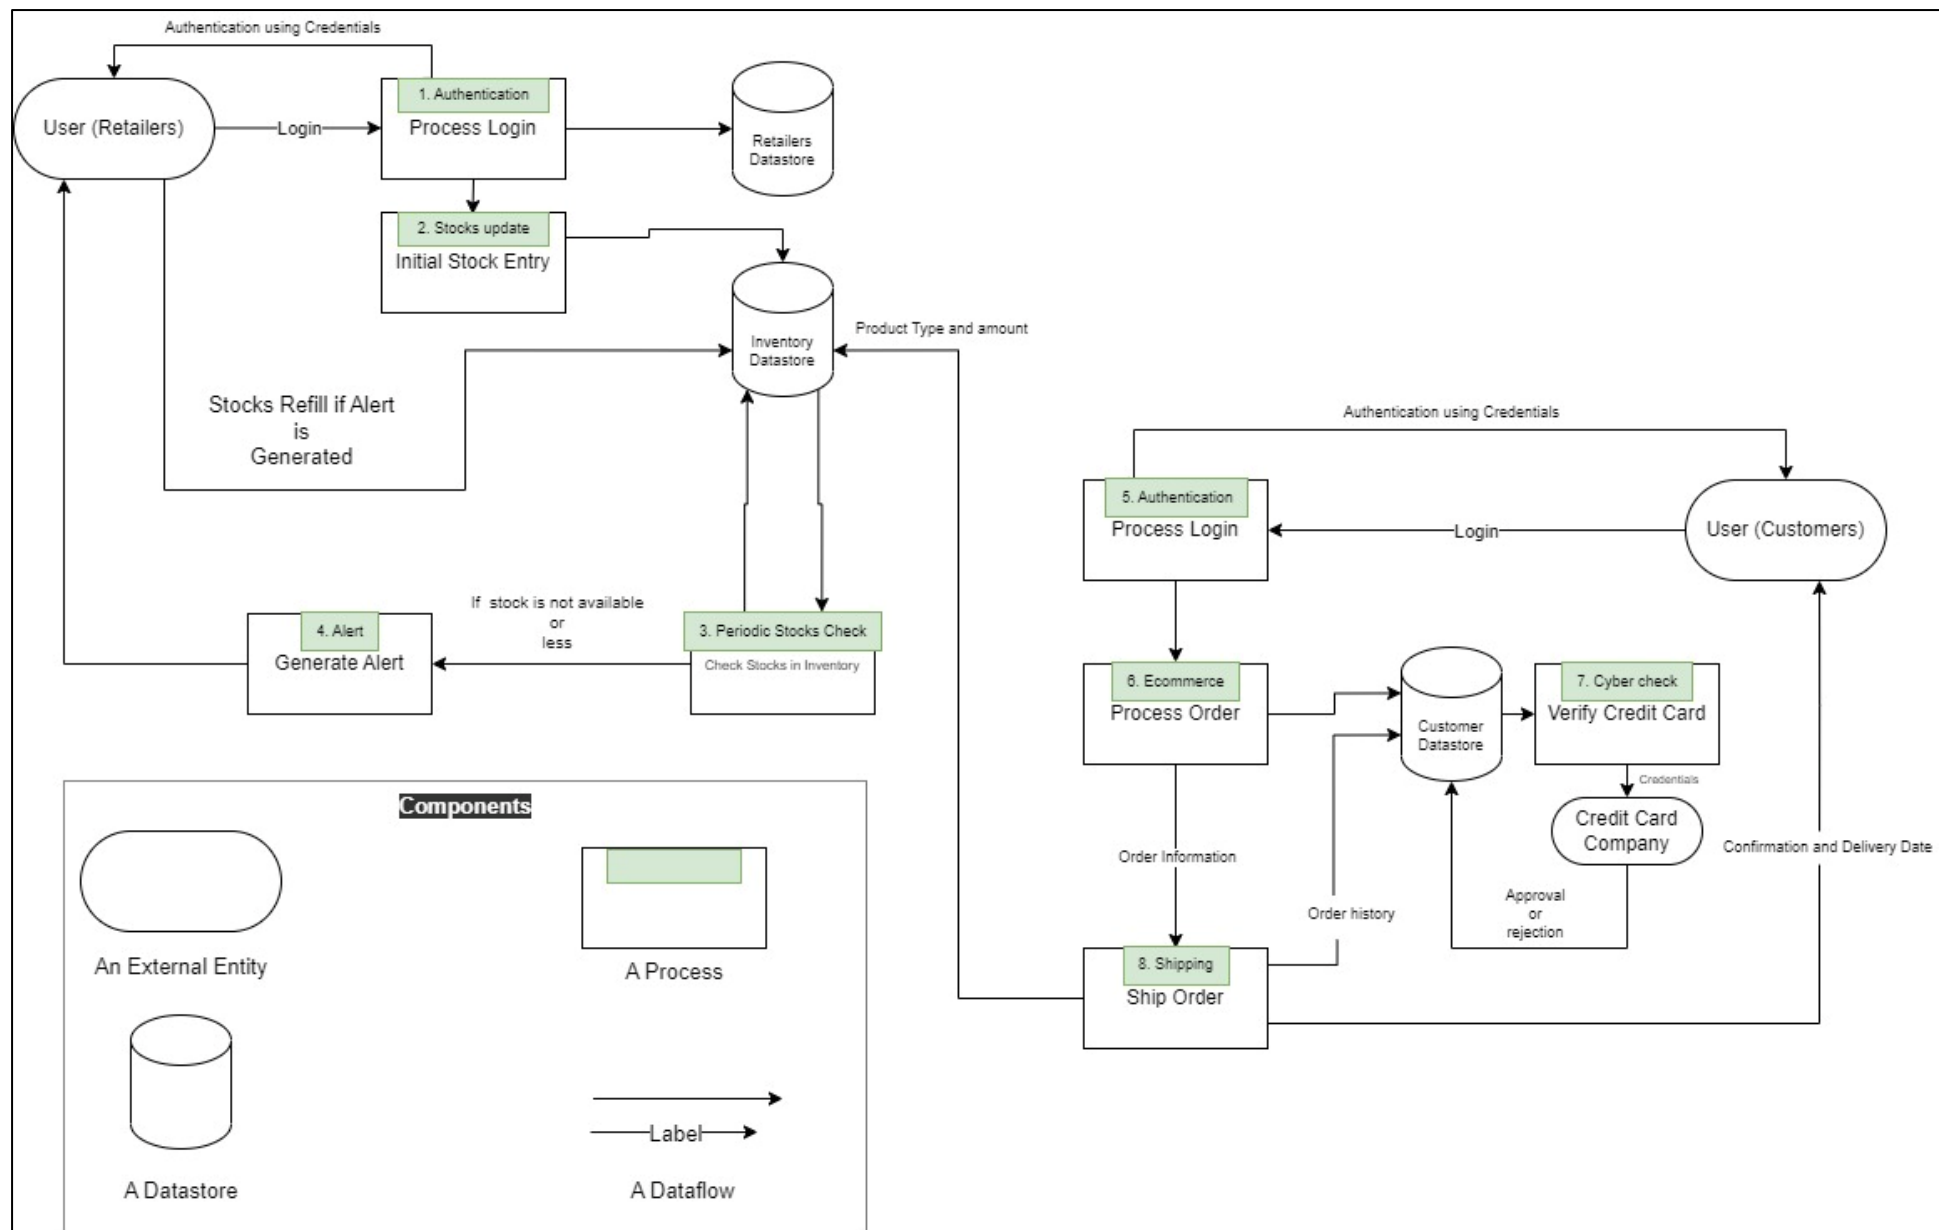 Authentication using Credentials
User (Retailers)
Login
1. Authentication
Process Login
Retailers
Datastore
2. Stocks update
Initial Stock Entry
Inventory
Datastore
Product Type and amount
Stocks Refill if Alert
is
Generated
If stock is not available
or
less
3. Periodic Stocks Check
Check Stocks in Inventory
4. Alert
Generate Alert
Authentication using Credentials
5. Authentication
Process Login
Login
User (Customers)
6. Ecommerce
Process Order
Customer
Datastore
7. Cyber check
Verify Credit Card
Credentials
Credit Card
Company
Confirmation and Delivery Date
Order Information
Order history
Approval
or
rejection
8. Shipping
Ship Order
Components
An External Entity
A Process
A Datastore
Label
A Dataflow